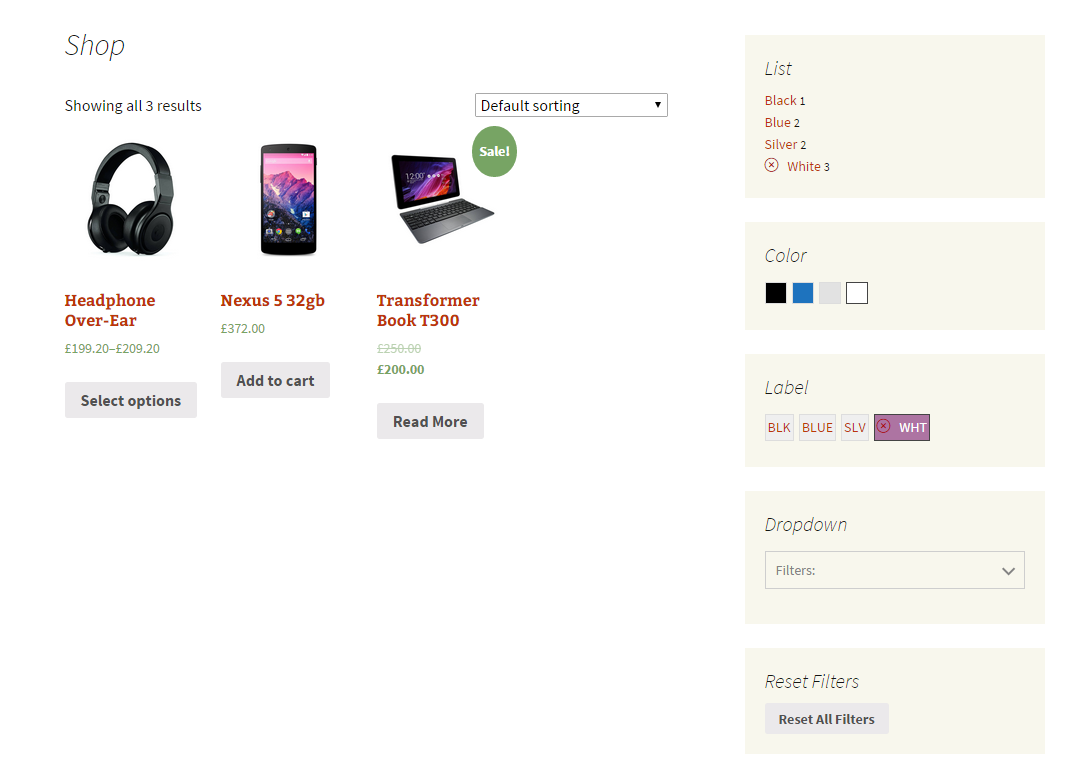 Shop
Showing all 3 results
Default sorting
Sale!
12:00
Headphone
Over-Ear
£199.20–£209.20
Select options
Nexus 5 32gb
£372.00
Add to cart
Transformer
Book T300
£250.00
£200.00
Read More
List
Black 1
Blue 2
Silver 2
White 3
Color
Label
BLK BLUE SLV WHT
Dropdown
Filters:
Reset Filters
Reset All Filters